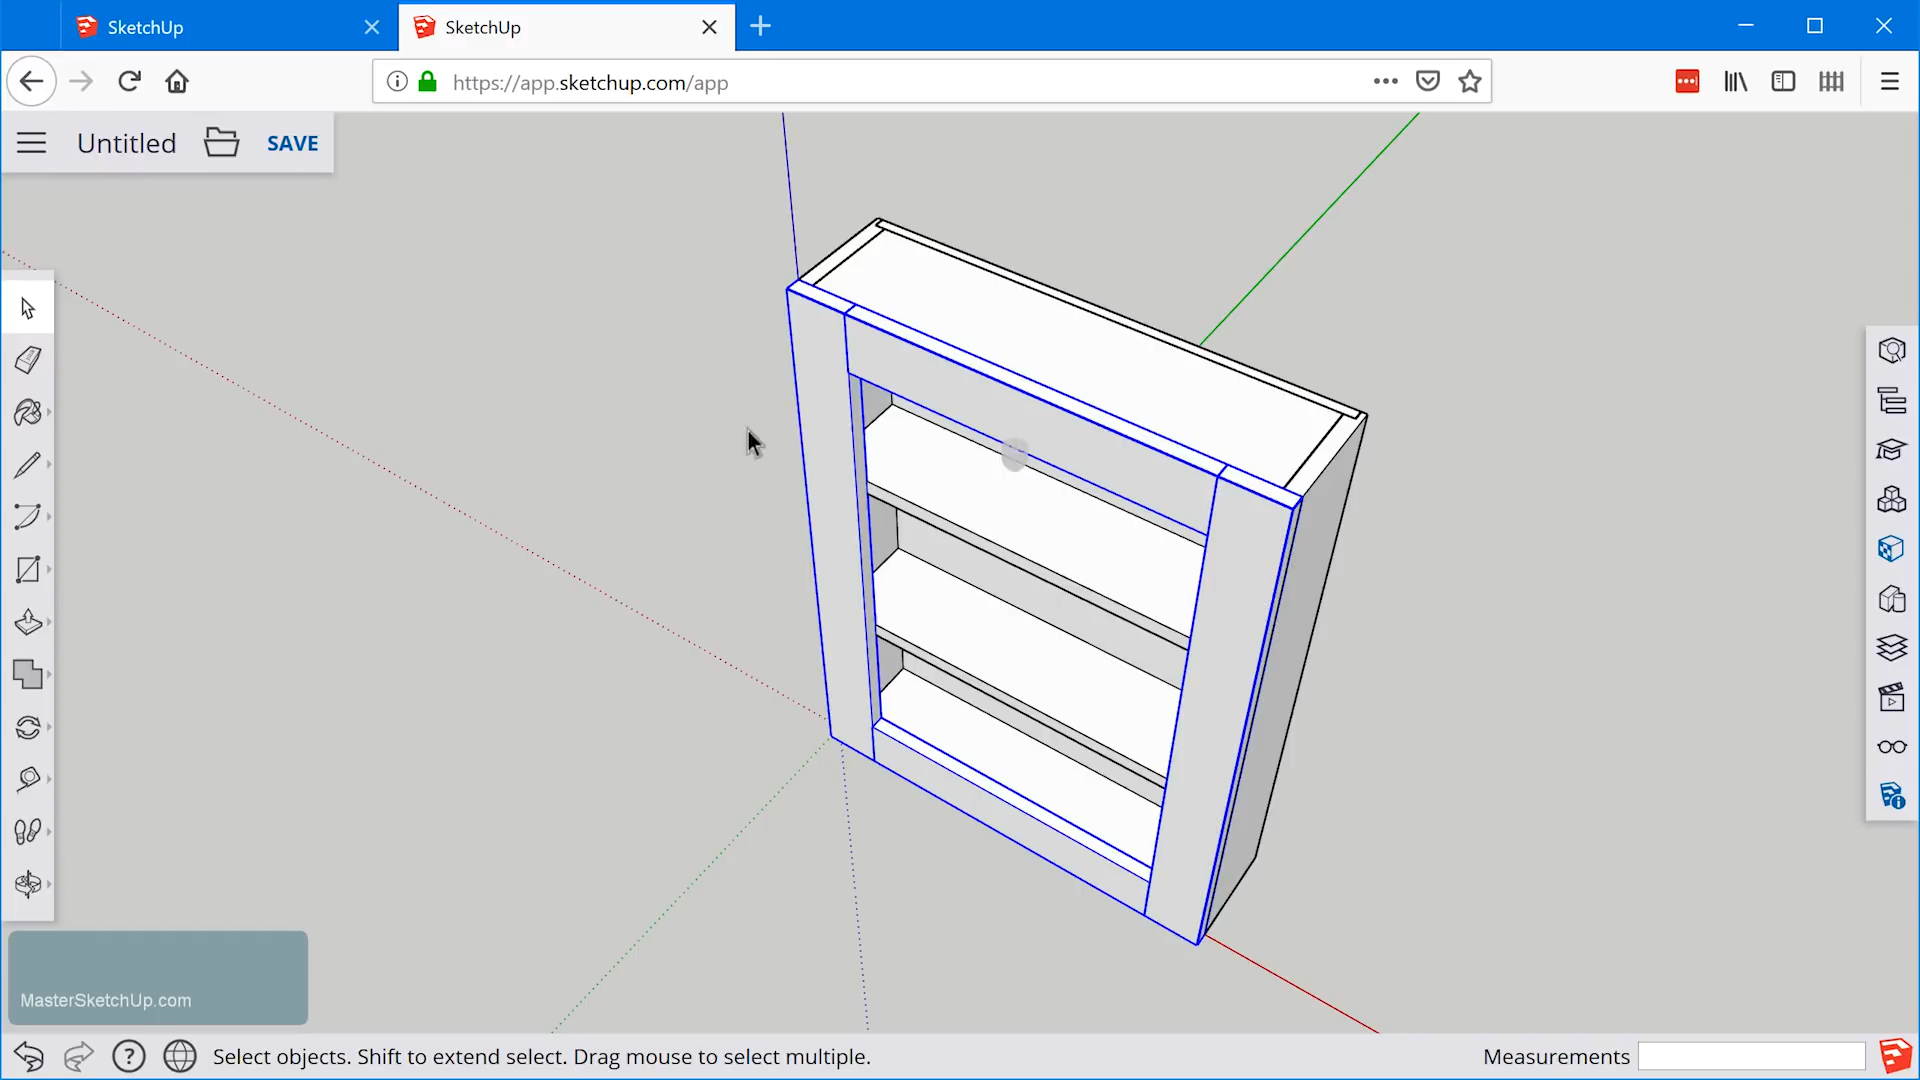 SketchUp
SketchUp
https://app.sketchup.com/app
Untitled
SAVE
MasterSketchUp.com
Select objects. Shift to extend select. Drag mouse to select multiple.
Measurements